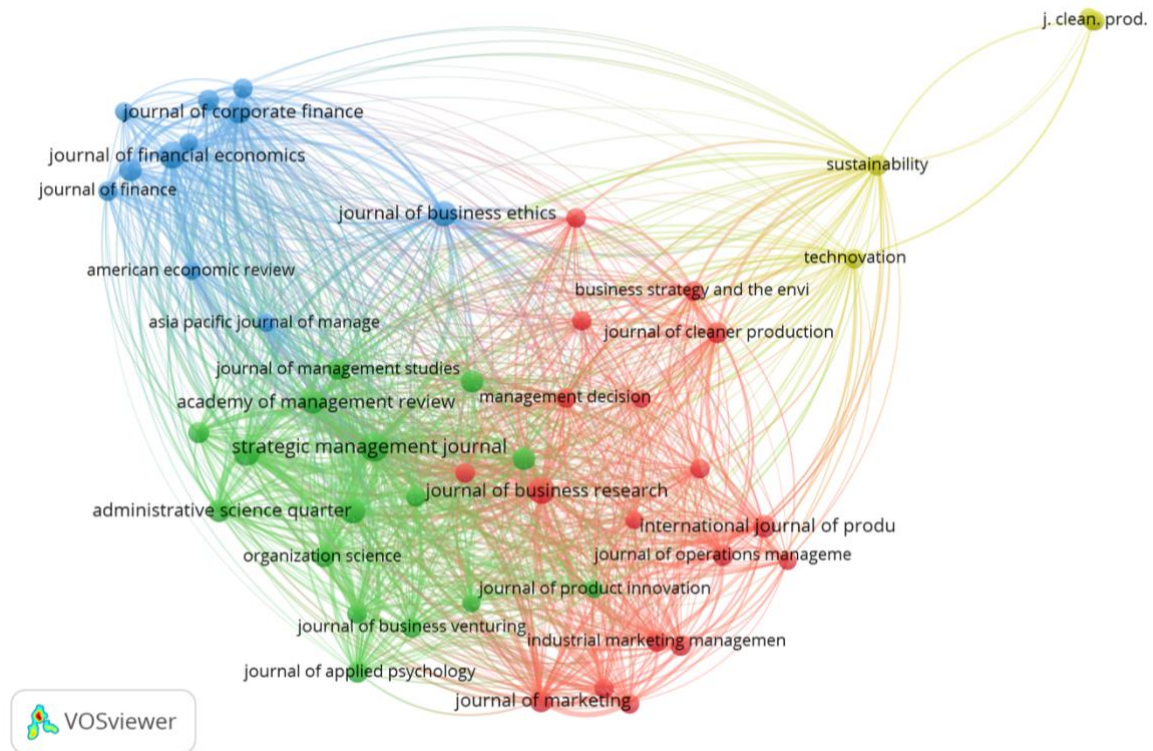 j. clean. prod.
journal of corporate finance
journal of financial economics
sustainability
journal of finance
journal of business ethics
technovation
american economic review
business strategy and the envi
asia pacific journal of manage
journal of cleaner production
journal of management studies
management decision
academy of management review
strategic management journal
journal of business research
administrative science quarter
international journal of produ
organization science
journal of operations manageme
journal of product innovation
journal of business venturing
industrial marketing managemen
journal of applied psychology
journal of marketing
VOSviewer